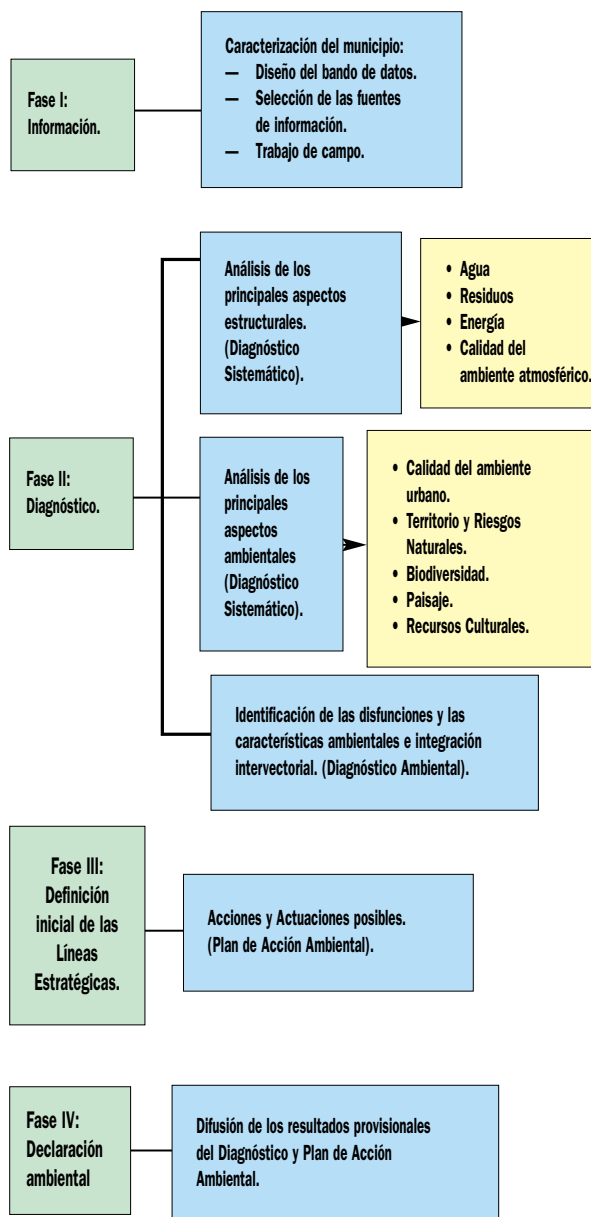 Fase I:
Información.
Caracterización del municipio:
— Diseño del bando de datos.
— Selección de las fuentes
de información.
— Trabajo de campo.
Fase II:
Diagnóstico.
Análisis de los
principales aspectos
estructurales.
(Diagnóstico
Sistemático).
• Agua
• Residuos
• Energía
• Calidad del
ambiente atmosférico.
Análisis de los
principales
aspectos
ambientales
(Diagnóstico
Sistemático).
• Calidad del ambiente
urbano.
• Territorio y Riesgos
Naturales.
• Biodiversidad.
• Paisaje.
• Recursos Culturales.
Identificación de las disfunciones y las
características ambientales e integración
intervectorial. (Diagnóstico Ambiental).
Fase III:
Definición
inicial de las
Líneas
Estratégicas.
Acciones y Actuaciones posibles.
(Plan de Acción Ambiental).
Fase IV:
Declaración
ambiental
Difusión de los resultados provisionales
del Diagnóstico y Plan de Acción
Ambiental.